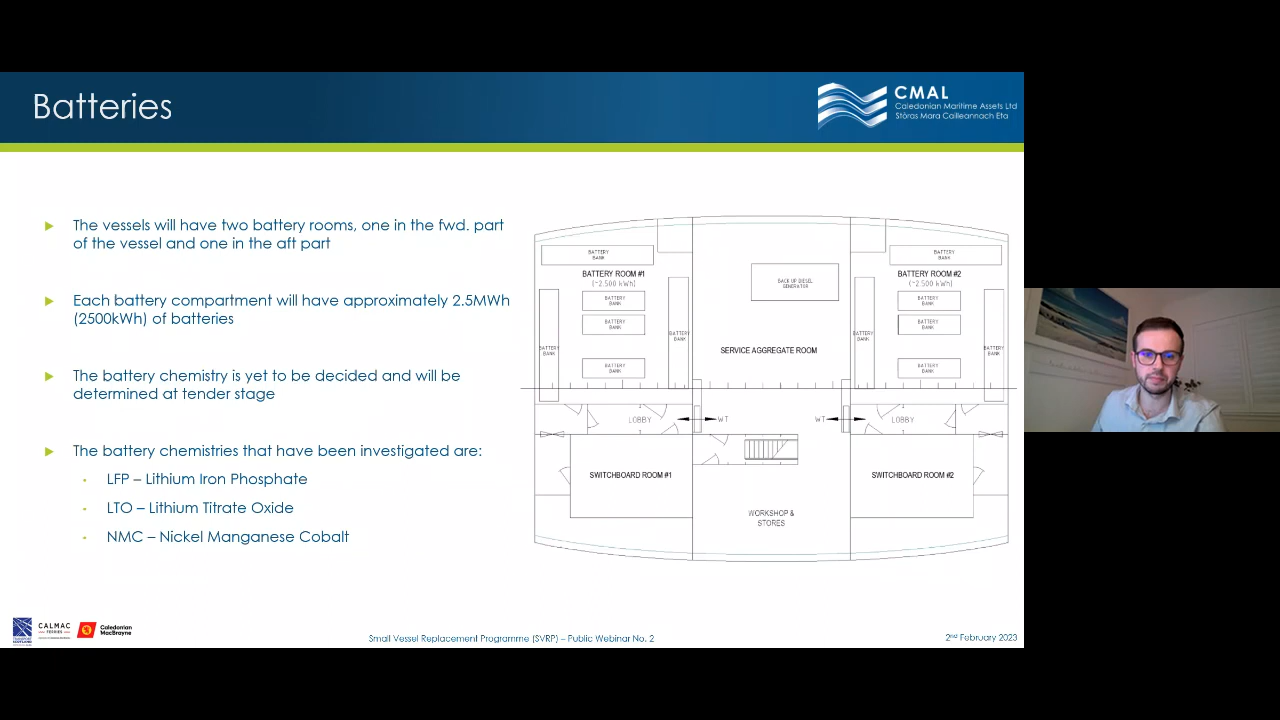 Batteries
CMAL
Caledonian Maritime Assets Ltd
Stòras Mara Cailleannach Eta
The vessels will have two battery rooms, one in the fwd. part
of the vessel and one in the aft part
Each battery compartment will have approximately 2.5MWh
(2500kWh) of batteries
The battery chemistry is yet to be decided and will be
determined at tender stage
The battery chemistries that have been investigated are:
LFP – Lithium Iron Phosphate
LTO – Lithium Titrate Oxide
NMC – Nickel Manganese Cobalt
BATTERY
BANK
BATTERY ROOM #1
(~2.500 kWh)
BATTERY
BANK
BATTERY
BANK
BATTERY
BANK
BATTERY
BANK
BATTERY
BANK
BACK UP DIESEL
GENERATOR
SERVICE AGGREGATE ROOM
BATTERY
BANK
BATTERY ROOM #2
(~2.500 kWh)
BATTERY
BANK
BATTERY
BANK
BATTERY
BANK
BATTERY
BANK
BATTERY
BANK
LOBBY
WT
WT
LOBBY
SWITCHBOARD ROOM #1
SWITCHBOARD ROOM #2
WORKSHOP &
STORES
TRANSPORT
SCOTLAND
CALMAC
FERRIES
Caledonian
MacBrayne
Small Vessel Replacement Programme (SVRP) – Public Webinar No. 2
2nd February 2023